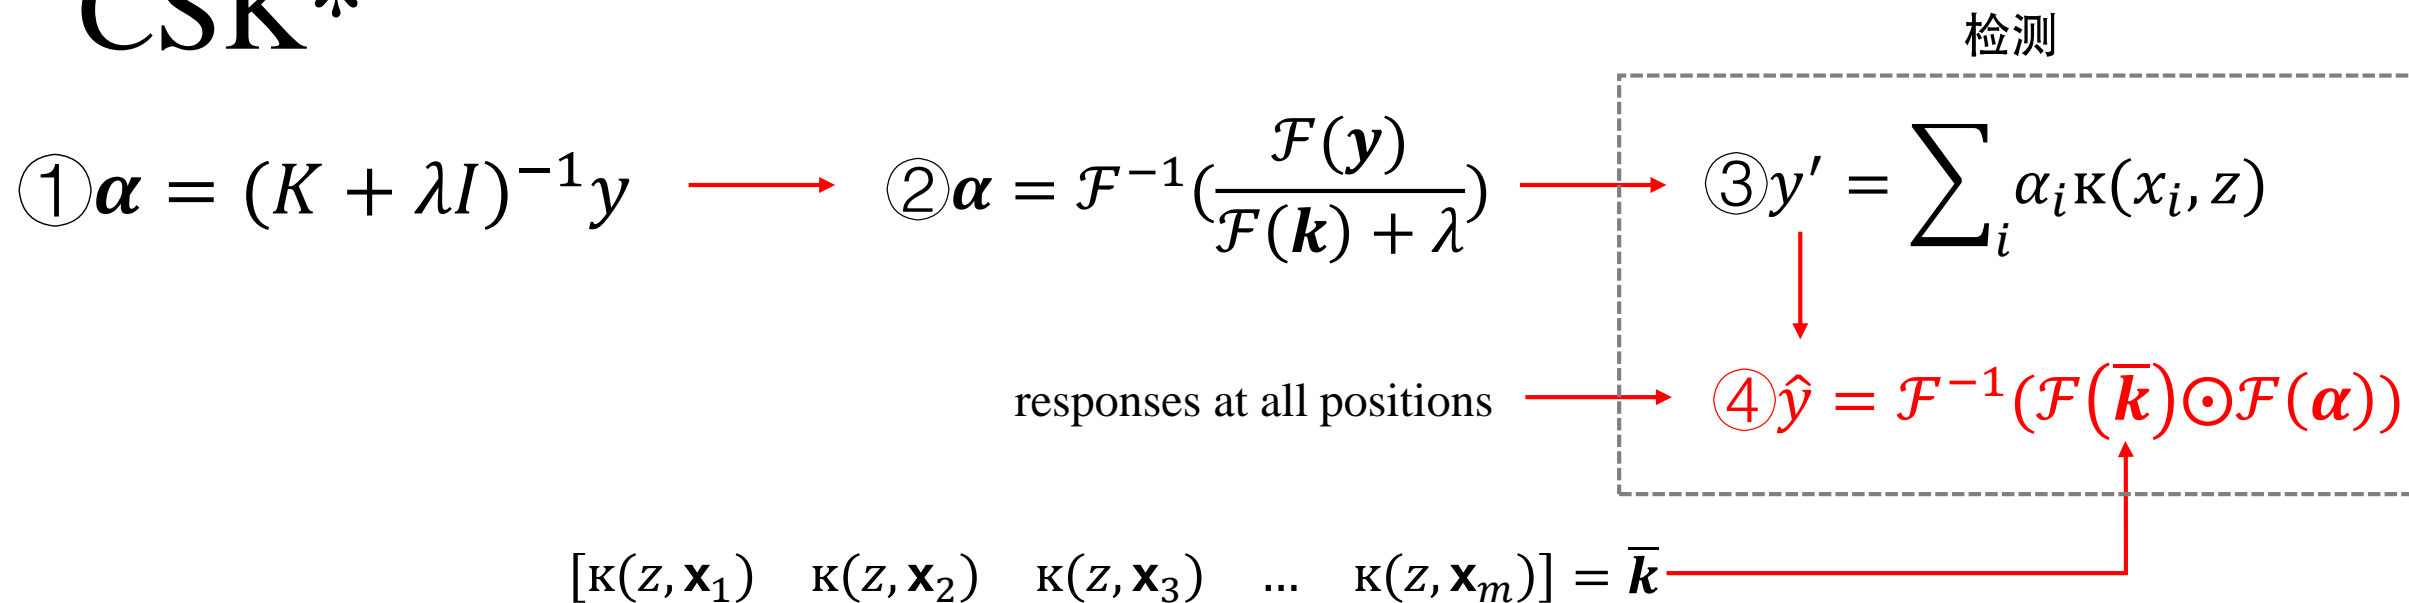 CSK*
检测
①α = (K + λI)⁻¹y
②α = ℱ⁻¹(ℱ(y) / (ℱ(k) + λ))
③y′ = ∑ᵢ αᵢκ(xᵢ, z)
responses at all positions
④ŷ = ℱ⁻¹(ℱ(k̅)⊙ℱ(α))
[κ(z, x₁) κ(z, x₂) κ(z, x₃) … κ(z, xₘ)] = k̅